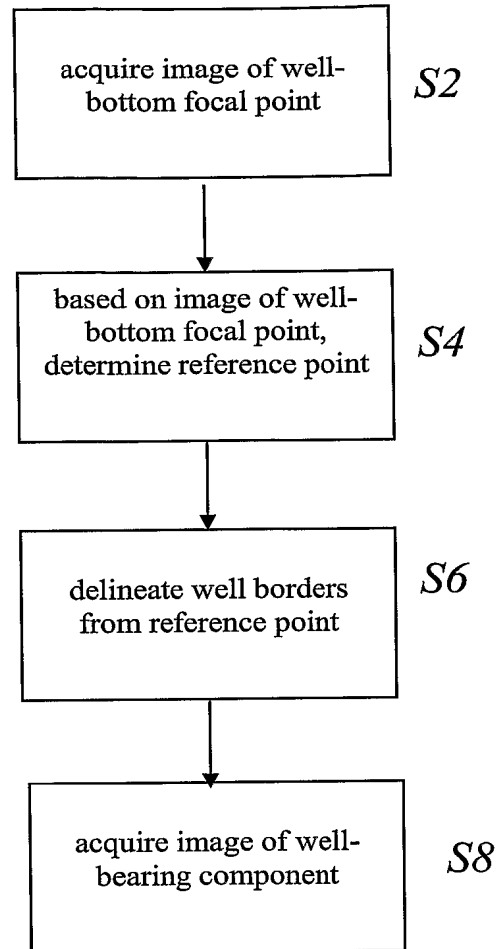 acquire image of well-
bottom focal point
S2
based on image of well-
bottom focal point,
determine reference point
S4
delineate well borders
from reference point
S6
acquire image of well-
bearing component
S8